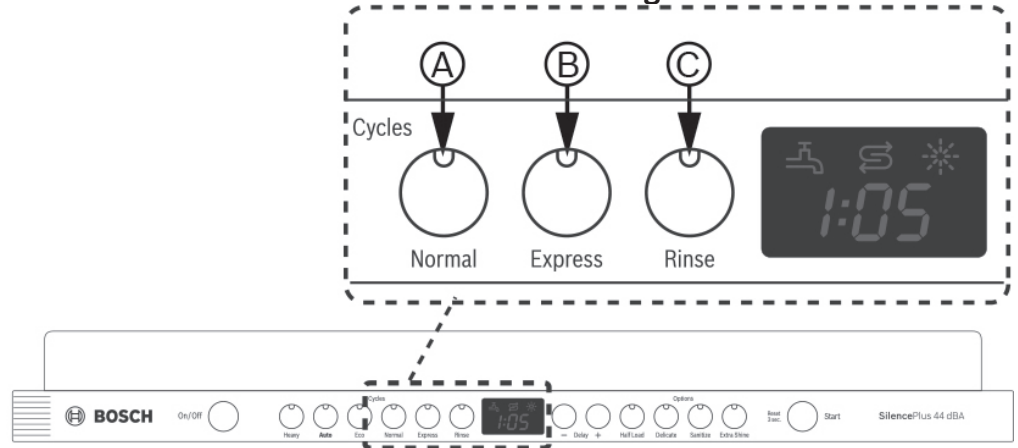 A B C
Cycles
1:05
Normal Express Rinse
BOSCH On/Off Heavy Auto Eco
Cycles
Normal Express Rinse
1:05
Options
− Delay + Half Load Delicate Sanitize Extra Shine
Reset
3 sec.
Start
SilencePlus 44 dBA